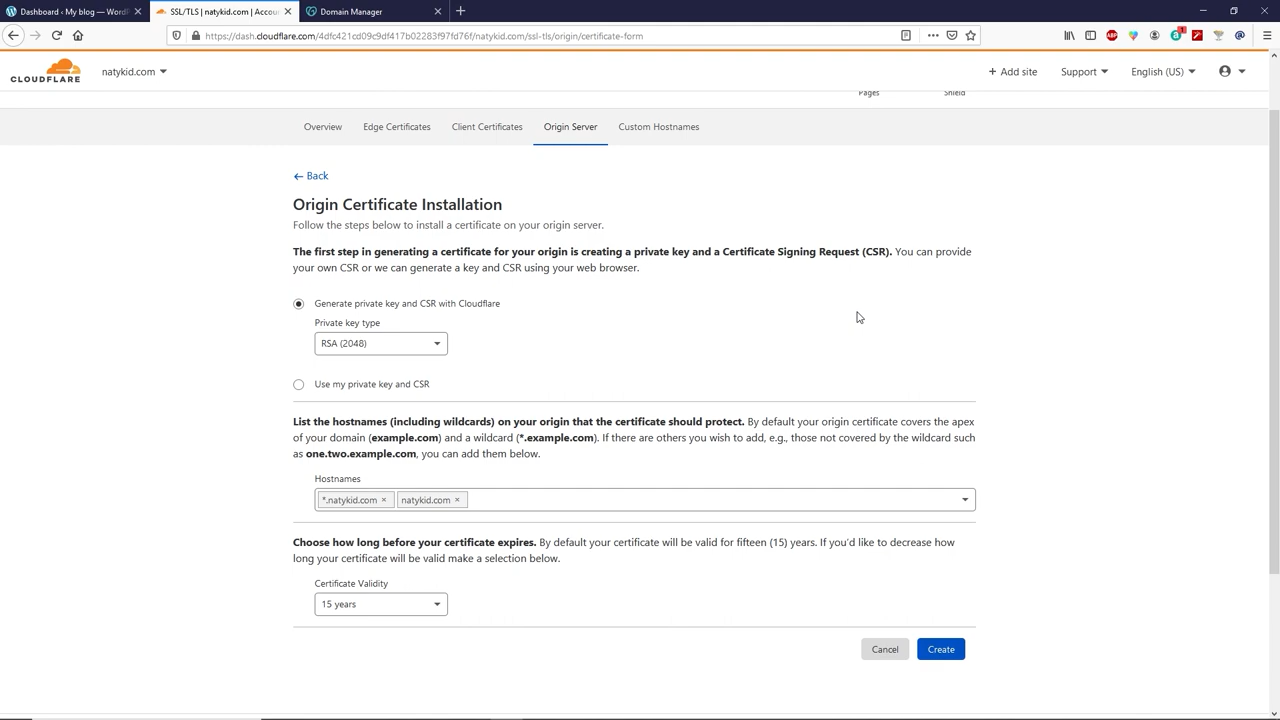 Dashboard ‹ My blog — WordP
SSL/TLS | natykid.com | Accou
Domain Manager
https://dash.cloudflare.com/4dfc421cd09c9df417b02283f97fd76f/natykid.com/ssl-tls/origin/certificate-form
CLOUDFLARE
natykid.com
Add site
Support
English (US)
Pages
Shield
Overview
Edge Certificates
Client Certificates
Origin Server
Custom Hostnames
← Back
Origin Certificate Installation
Follow the steps below to install a certificate on your origin server.
The first step in generating a certificate for your origin is creating a private key and a Certificate Signing Request (CSR). You can provide
your own CSR or we can generate a key and CSR using your web browser.
Generate private key and CSR with Cloudflare
Private key type
RSA (2048)
Use my private key and CSR
List the hostnames (including wildcards) on your origin that the certificate should protect. By default your origin certificate covers the apex
of your domain (example.com) and a wildcard (*.example.com). If there are others you wish to add, e.g., those not covered by the wildcard such
as one.two.example.com, you can add them below.
Hostnames
*.natykid.com × natykid.com ×
Choose how long before your certificate expires. By default your certificate will be valid for fifteen (15) years. If you'd like to decrease how
long your certificate will be valid make a selection below.
Certificate Validity
15 years
Cancel
Create